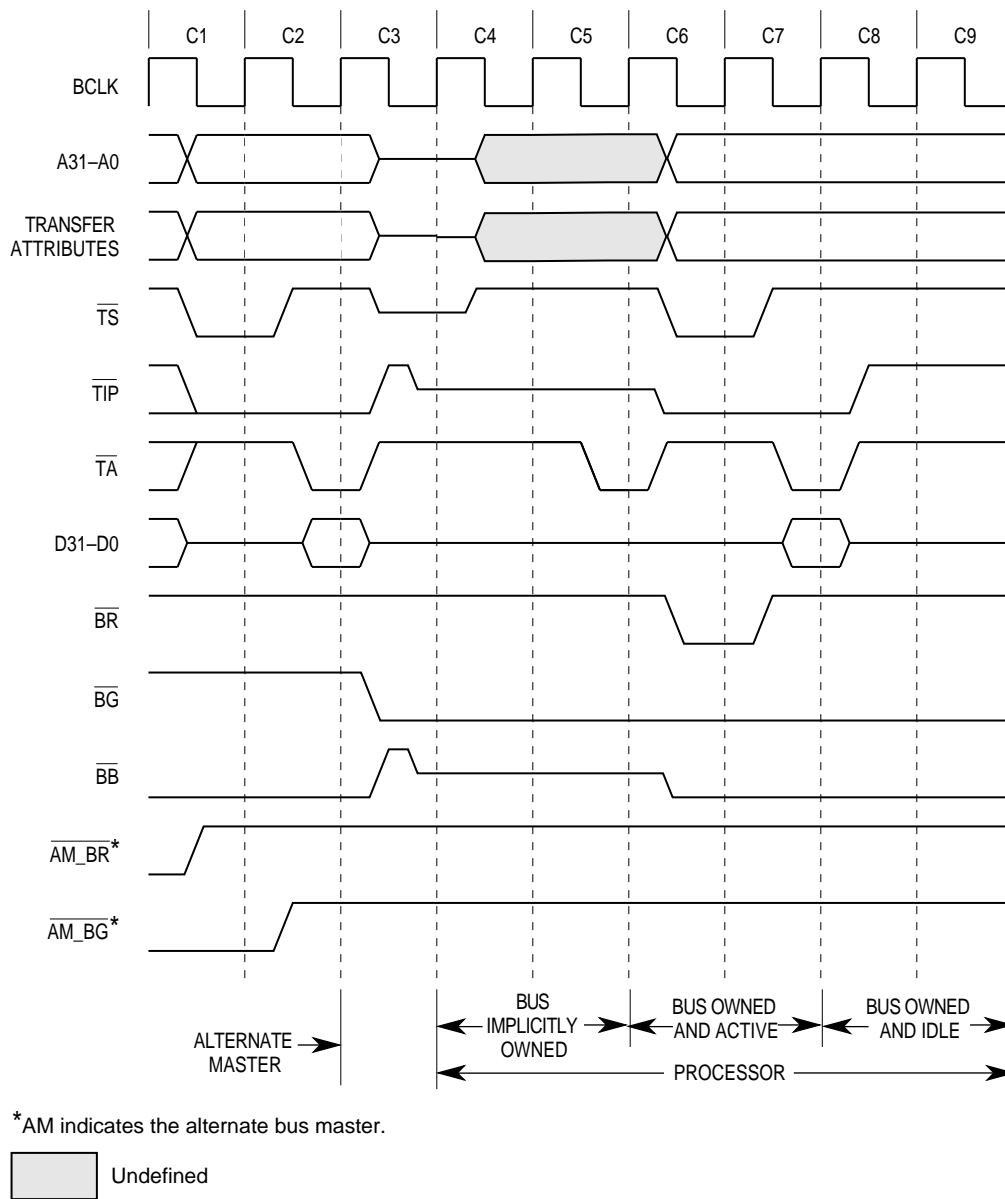 C1 C2 C3 C4 C5 C6 C7 C8 C9
BCLK
A31–A0
TRANSFER
ATTRIBUTES
TS
TIP
TA
D31–D0
BR
BG
BB
AM_BR*
AM_BG*
ALTERNATE
MASTER
BUS
IMPLICITLY
OWNED
BUS OWNED
AND ACTIVE
BUS OWNED
AND IDLE
PROCESSOR
*AM indicates the alternate bus master.
Undefined